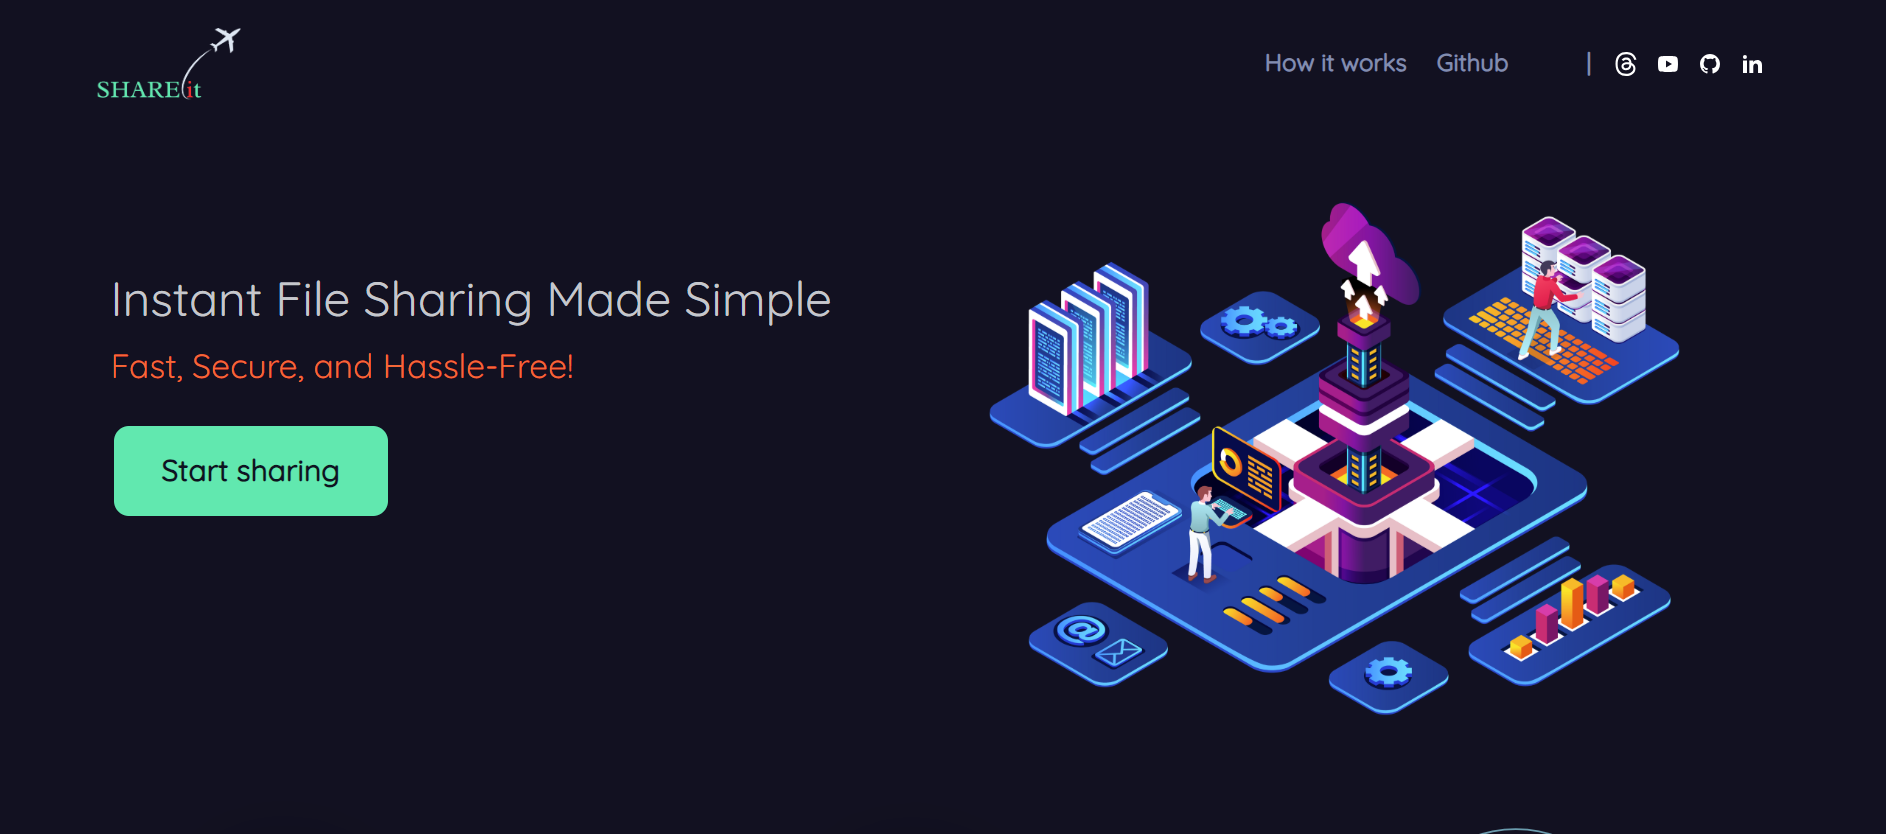 SHAREit
How it works
Github
|
Instant File Sharing Made Simple
Fast, Secure, and Hassle-Free!
Start sharing